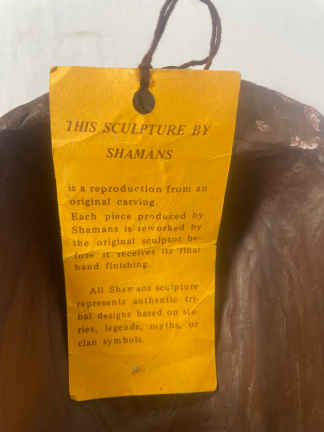 THIS SCULPTURE BY
SHAMANS
is a reproduction from an
original carving.
Each piece produced by
Shamans is reworked by
the original sculptor be-
fore it receives its final
hand finishing.
All Shamans sculpture
represents authentic tri-
bal designs based on sto-
ries, legends, myths, or
clan symbols.